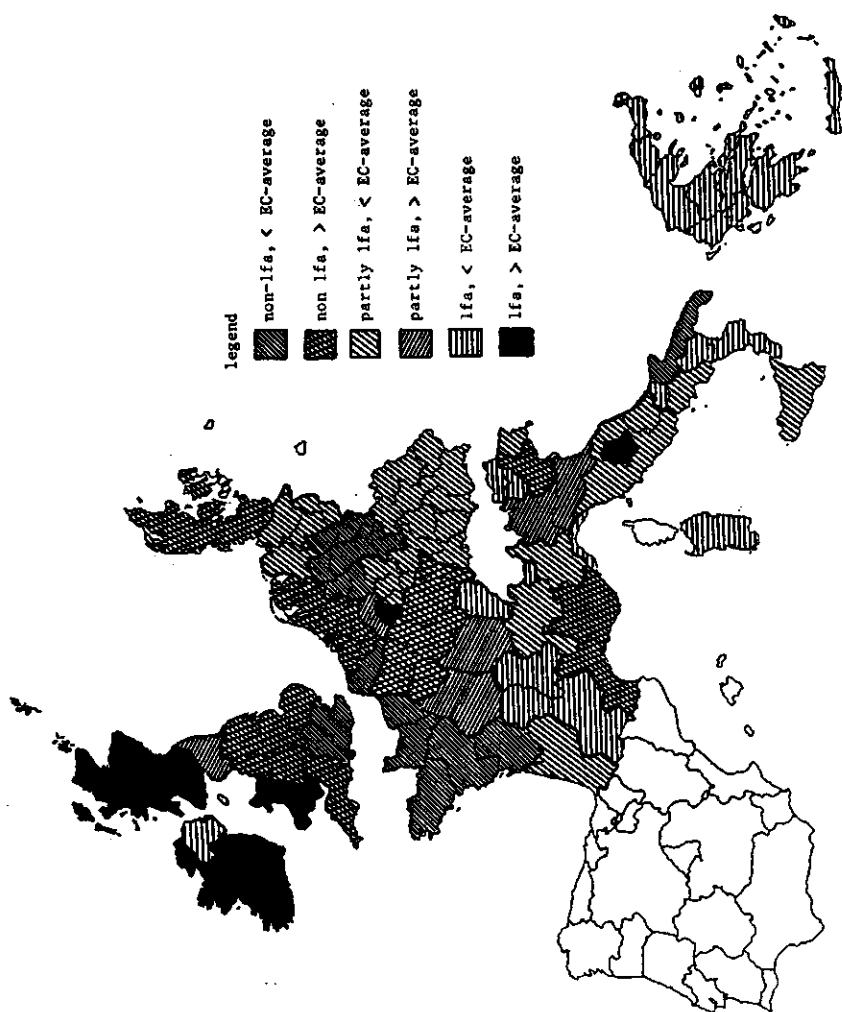 legend
non-lfa, < EC-average
non lfa, > EC-average
partly lfa, < EC-average
partly lfa, > EC-average
lfa, < EC-average
lfa, > EC-average